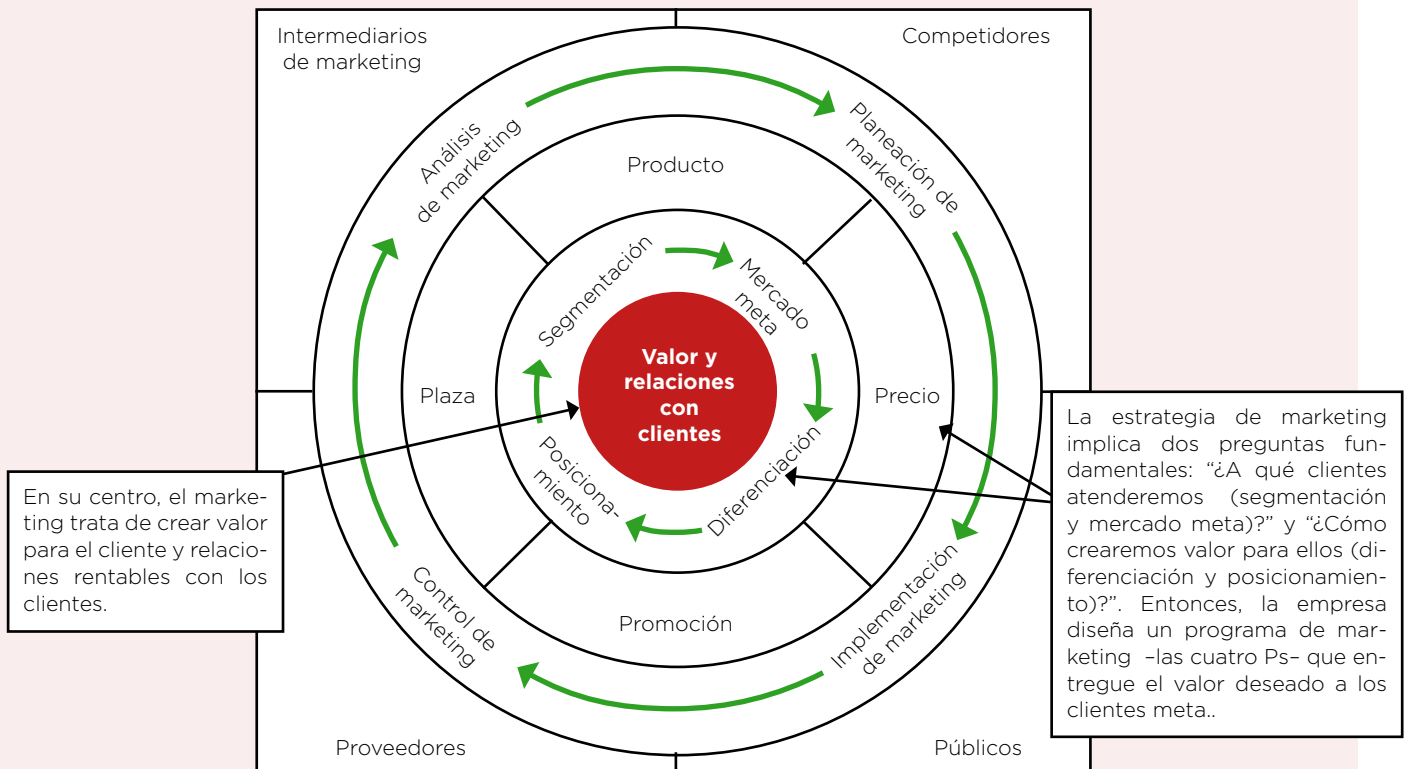 Intermediarios
de marketing
Competidores
Análisis
de marketing
Planeación de
marketing
Producto
Segmentación
Mercado
meta
Valor y
relaciones
con
clientes
Plaza
Precio
Posiciona-
miento
Diferenciación
Promoción
Control de
marketing
Implementación
de marketing
Proveedores
Públicos
En su centro, el marke-
ting trata de crear valor
para el cliente y relacio-
nes rentables con los
clientes.
La estrategia de marketing
implica dos preguntas fun-
damentales: “¿A qué clientes
atenderemos (segmentación
y mercado meta)?” y “¿Cómo
crearemos valor para ellos (di-
ferenciación y posicionamien-
to)?”. Entonces, la empresa
diseña un programa de mar-
keting –las cuatro Ps– que en-
tregue el valor deseado a los
clientes meta..